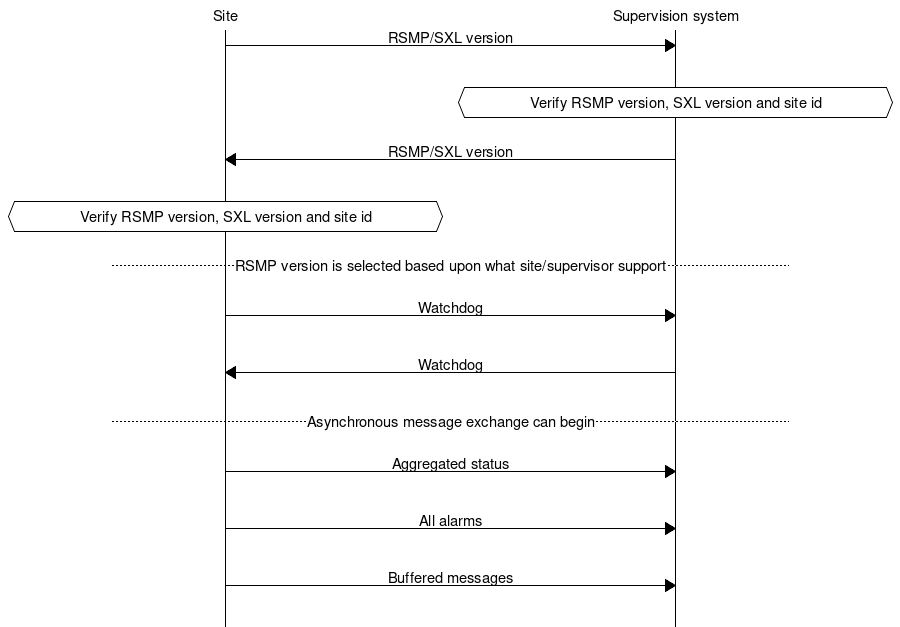 Site
Supervision system
RSMP/SXL version
Verify RSMP version, SXL version and site id
RSMP/SXL version
Verify RSMP version, SXL version and site id
RSMP version is selected based upon what site/supervisor support
Watchdog
Watchdog
Asynchronous message exchange can begin
Aggregated status
All alarms
Buffered messages